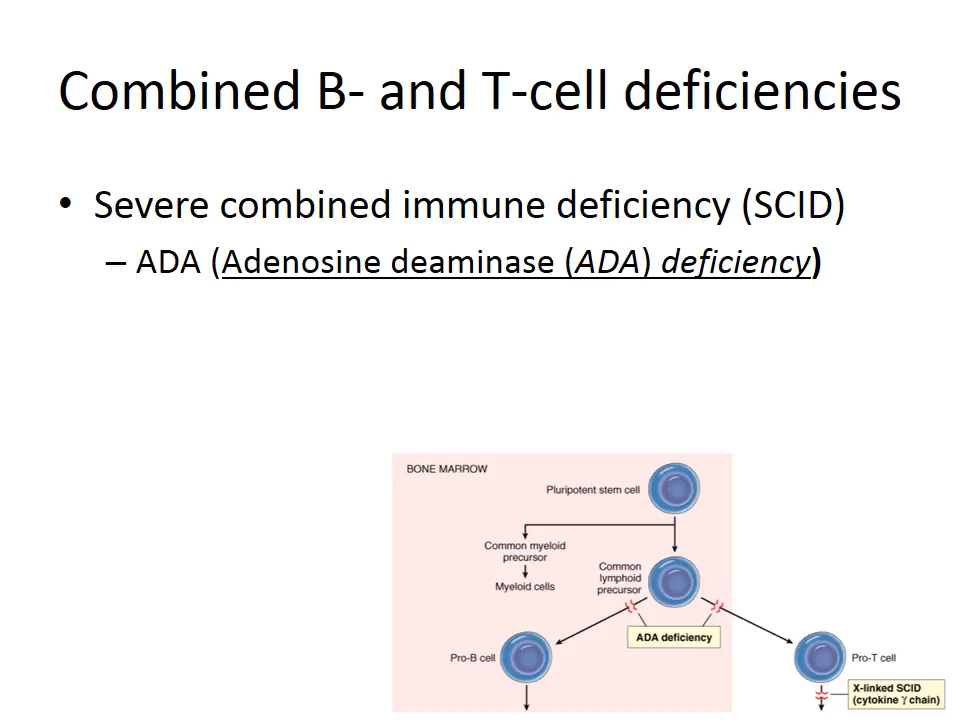 Combined B- and T-cell deficiencies
• Severe combined immune deficiency (SCID)
– ADA (Adenosine deaminase (ADA) deficiency)
BONE MARROW
Pluripotent stem cell
Common myeloid
precursor
Myeloid cells
Common
lymphoid
precursor
ADA deficiency
Pro-B cell
Pro-T cell
X-linked SCID
(cytokine γ chain)